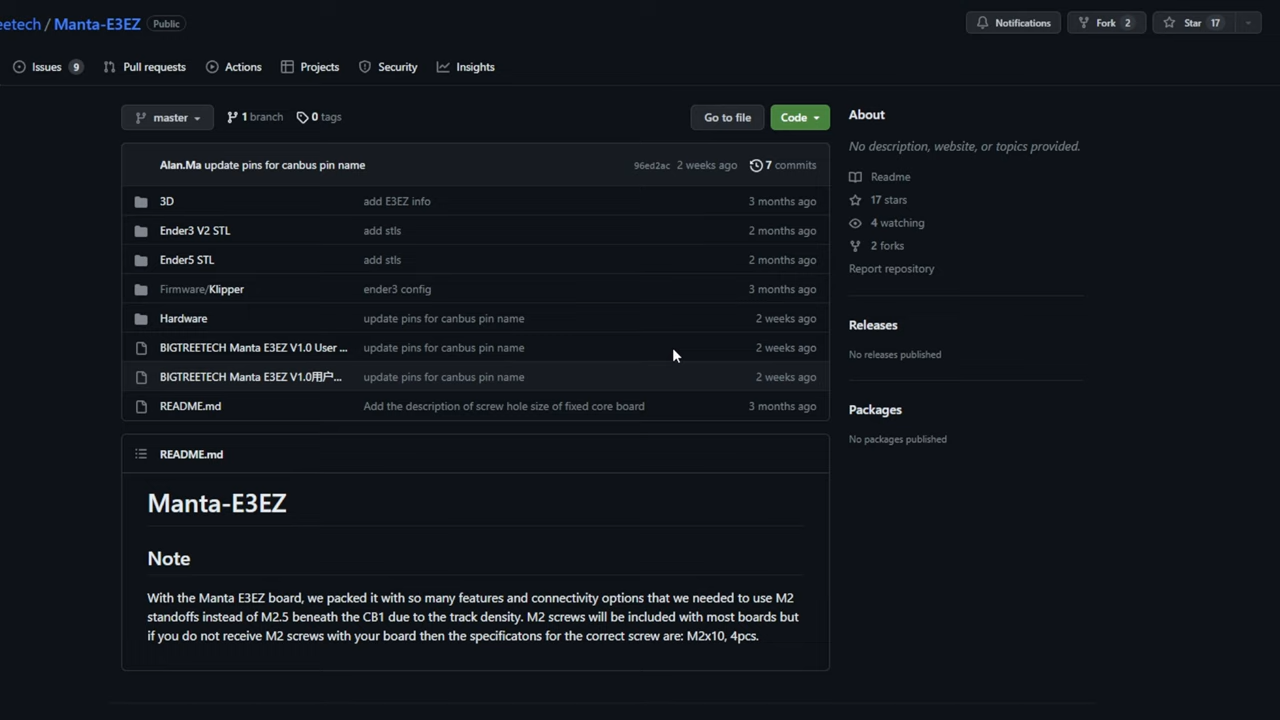 eetech / Manta-E3EZ Public
Notifications Fork 2 Star 17
Issues 9 Pull requests Actions Projects Security Insights
master 1 branch 0 tags Go to file Code
Alan.Ma update pins for canbus pin name 96ed2ac 2 weeks ago 7 commits
3D add E3EZ info 3 months ago
Ender3 V2 STL add stls 2 months ago
Ender5 STL add stls 2 months ago
Firmware/Klipper ender3 config 3 months ago
Hardware update pins for canbus pin name 2 weeks ago
BIGTREETECH Manta E3EZ V1.0 User ... update pins for canbus pin name 2 weeks ago
BIGTREETECH Manta E3EZ V1.0用户... update pins for canbus pin name 2 weeks ago
README.md Add the description of screw hole size of fixed core board 3 months ago
README.md
Manta-E3EZ
Note
With the Manta E3EZ board, we packed it with so many features and connectivity options that we needed to use M2
standoffs instead of M2.5 beneath the CB1 due to the track density. M2 screws will be included with most boards but
if you do not receive M2 screws with your board then the specificatons for the correct screw are: M2x10, 4pcs.
About
No description, website, or topics provided.
Readme
17 stars
4 watching
2 forks
Report repository
Releases
No releases published
Packages
No packages published